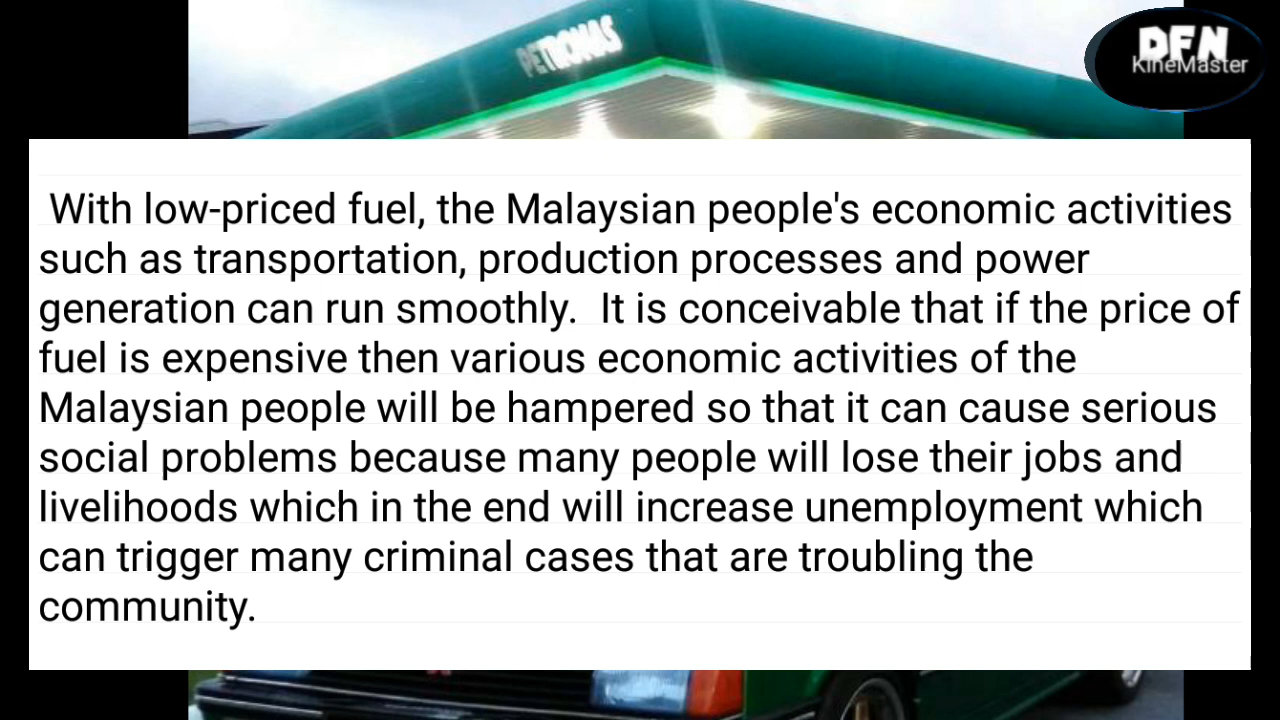 PETRONAS
DFN
KineMaster
With low-priced fuel, the Malaysian people's economic activities
such as transportation, production processes and power
generation can run smoothly.  It is conceivable that if the price of
fuel is expensive then various economic activities of the
Malaysian people will be hampered so that it can cause serious
social problems because many people will lose their jobs and
livelihoods which in the end will increase unemployment which
can trigger many criminal cases that are troubling the
community.